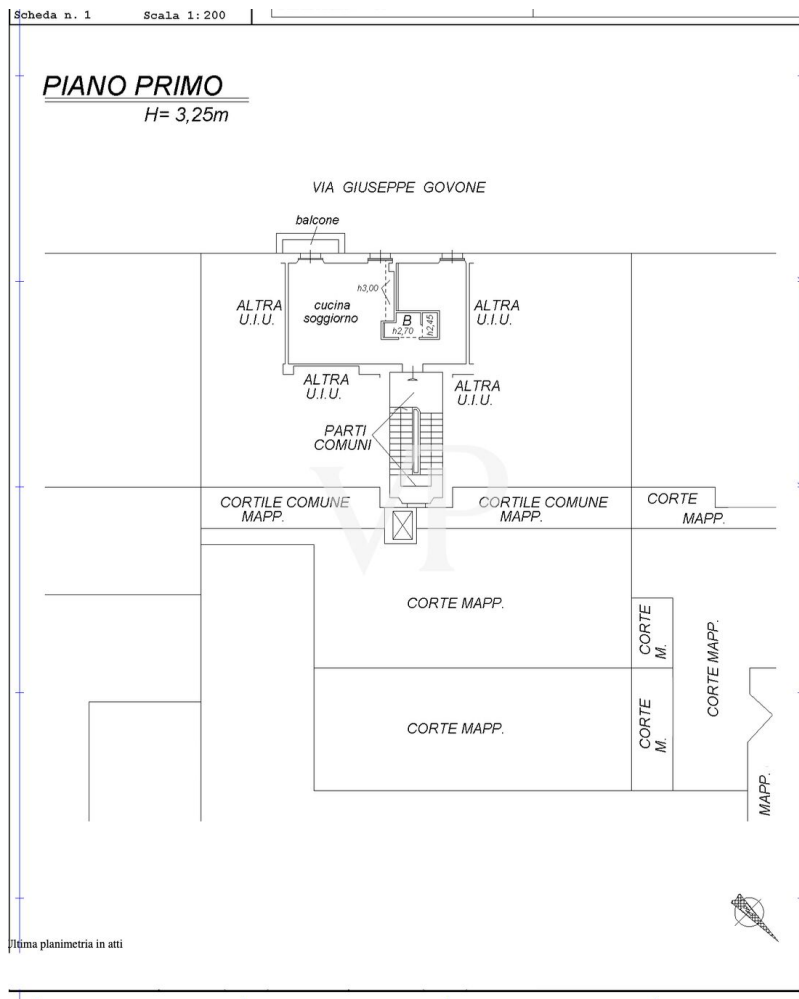 Scheda n. 1 Scala 1:200
PIANO PRIMO
H= 3,25m
VIA GIUSEPPE GOVONE
balcone
h3,00
ALTRA
U.I.U.
cucina
soggiorno
B
h2,70
h2,45
ALTRA
U.I.U.
ALTRA
U.I.U.
ALTRA
U.I.U.
PARTI
COMUNI
VP
CORTILE COMUNE
MAPP.
CORTILE COMUNE
MAPP.
CORTE
MAPP.
CORTE MAPP.
CORTE
M.
CORTE MAPP.
CORTE MAPP.
CORTE
M.
MAPP.
Ultima planimetria in atti